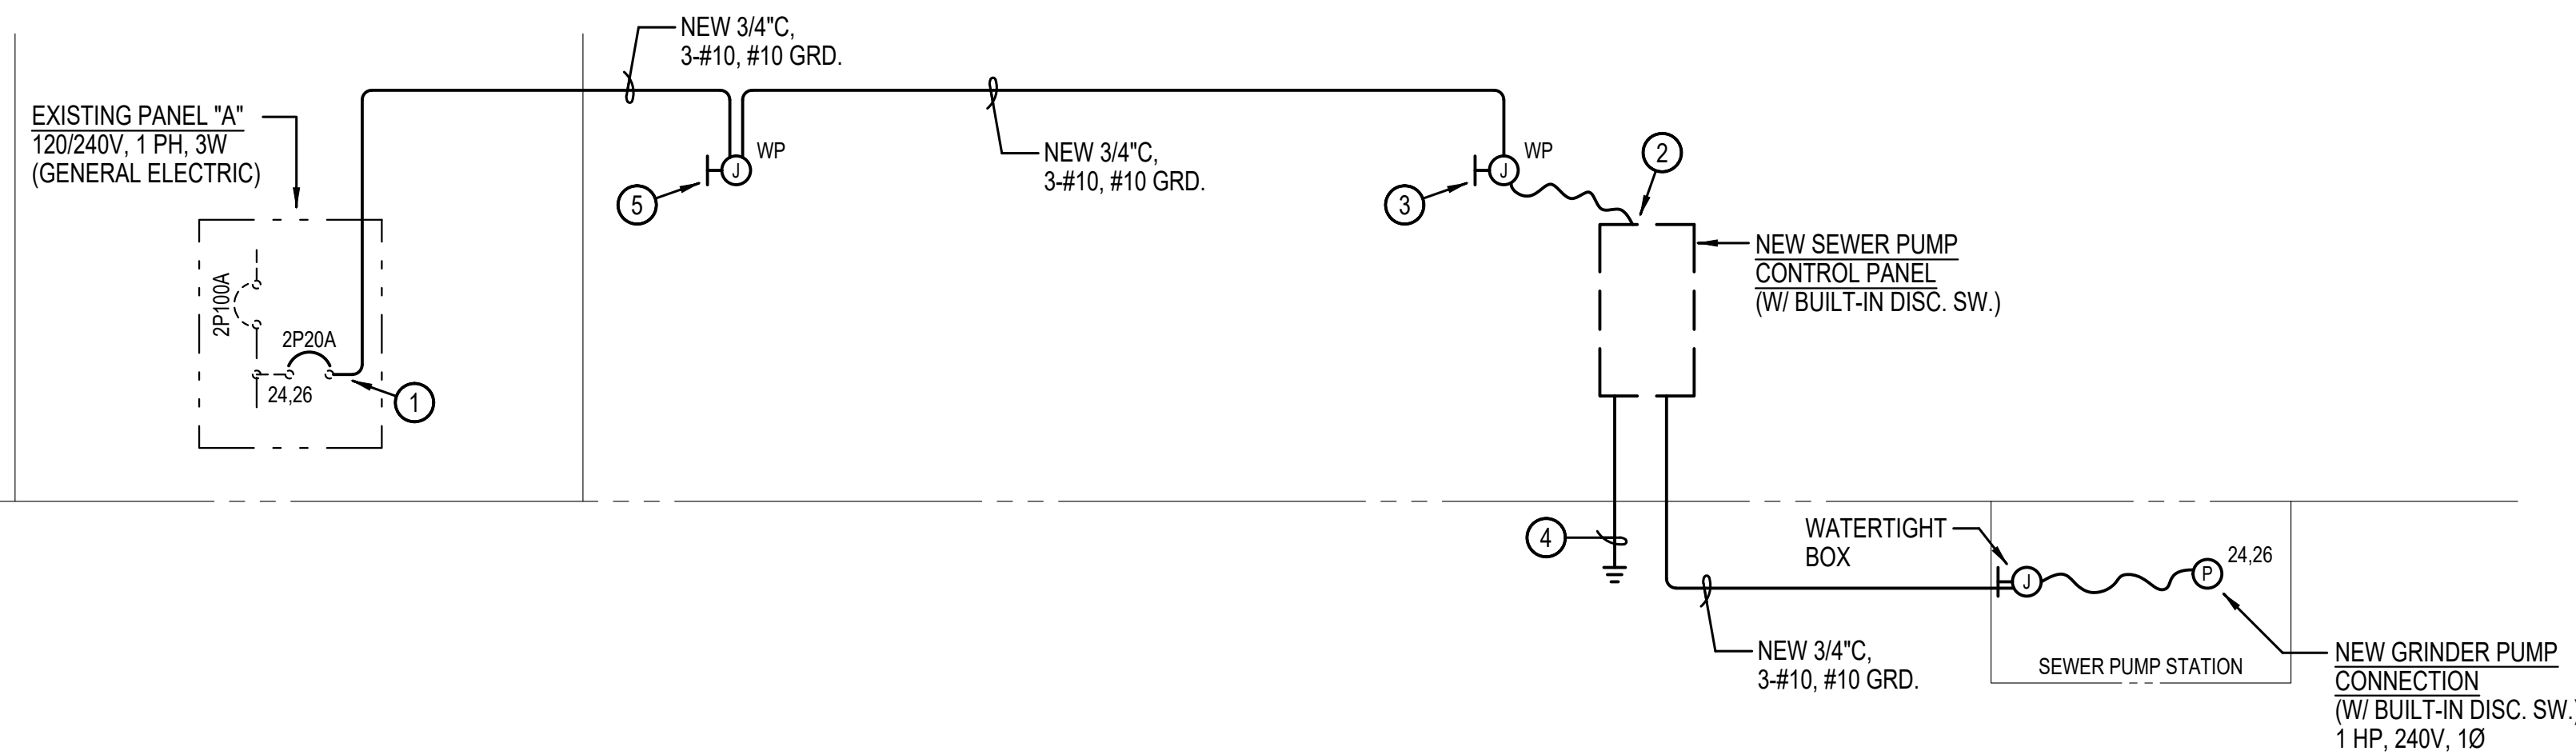 NEW 3/4"C,
3-#10, #10 GRD.
EXISTING PANEL "A"
120/240V, 1 PH, 3W
(GENERAL ELECTRIC)
2P100A
2P20A
24,26
1
5
J
WP
NEW 3/4"C,
3-#10, #10 GRD.
3
J
WP
2
NEW SEWER PUMP
CONTROL PANEL
(W/ BUILT-IN DISC. SW.)
4
WATERTIGHT
BOX
J
P
24,26
NEW 3/4"C,
3-#10, #10 GRD.
SEWER PUMP STATION
NEW GRINDER PUMP
CONNECTION
(W/ BUILT-IN DISC. SW.)
1 HP, 240V, 1Ø